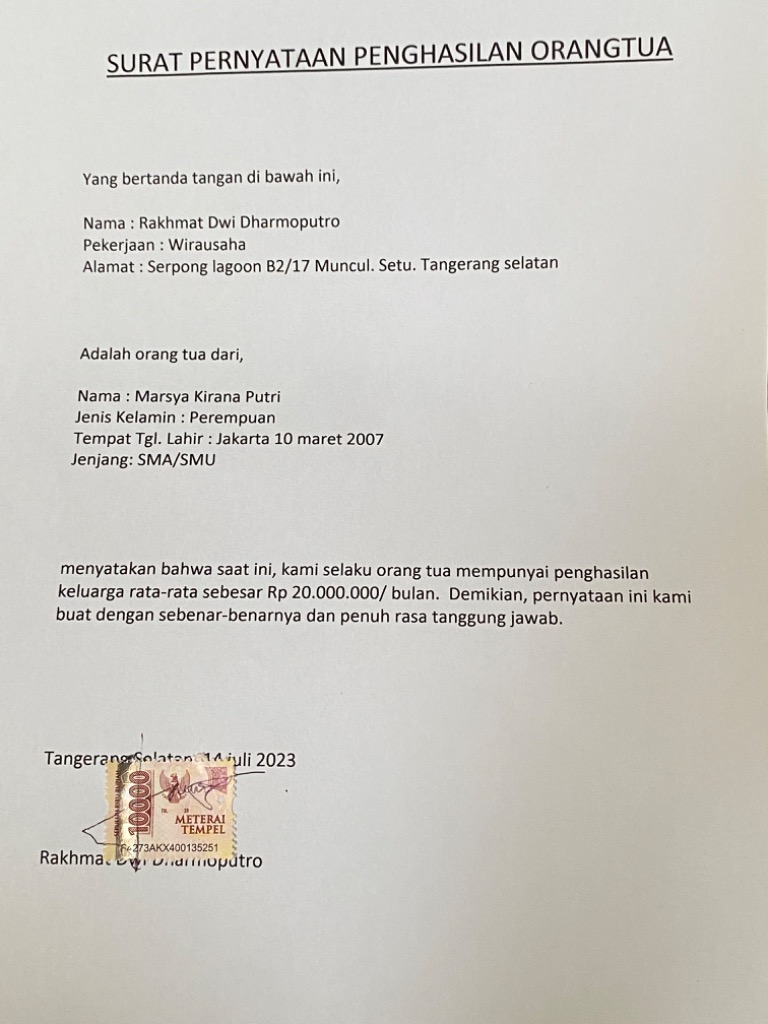 SURAT PERNYATAAN PENGHASILAN ORANGTUA
Yang bertanda tangan di bawah ini,
Nama : Rakhmat Dwi Dharmoputro
Pekerjaan : Wirausaha
Alamat : Serpong lagoon B2/17 Muncul. Setu. Tangerang selatan
Adalah orang tua dari,
Nama : Marsya Kirana Putri
Jenis Kelamin : Perempuan
Tempat Tgl. Lahir : Jakarta 10 maret 2007
Jenjang: SMA/SMU
menyatakan bahwa saat ini, kami selaku orang tua mempunyai penghasilan
keluarga rata-rata sebesar Rp 20.000.000/ bulan. Demikian, pernyataan ini kami
buat dengan sebenar-benarnya dan penuh rasa tanggung jawab.
Tangerang Selatan, 14 juli 2023
10000
METERAI
TEMPEL
273AKX400135251
Rakhmat Dwi Dharmoputro